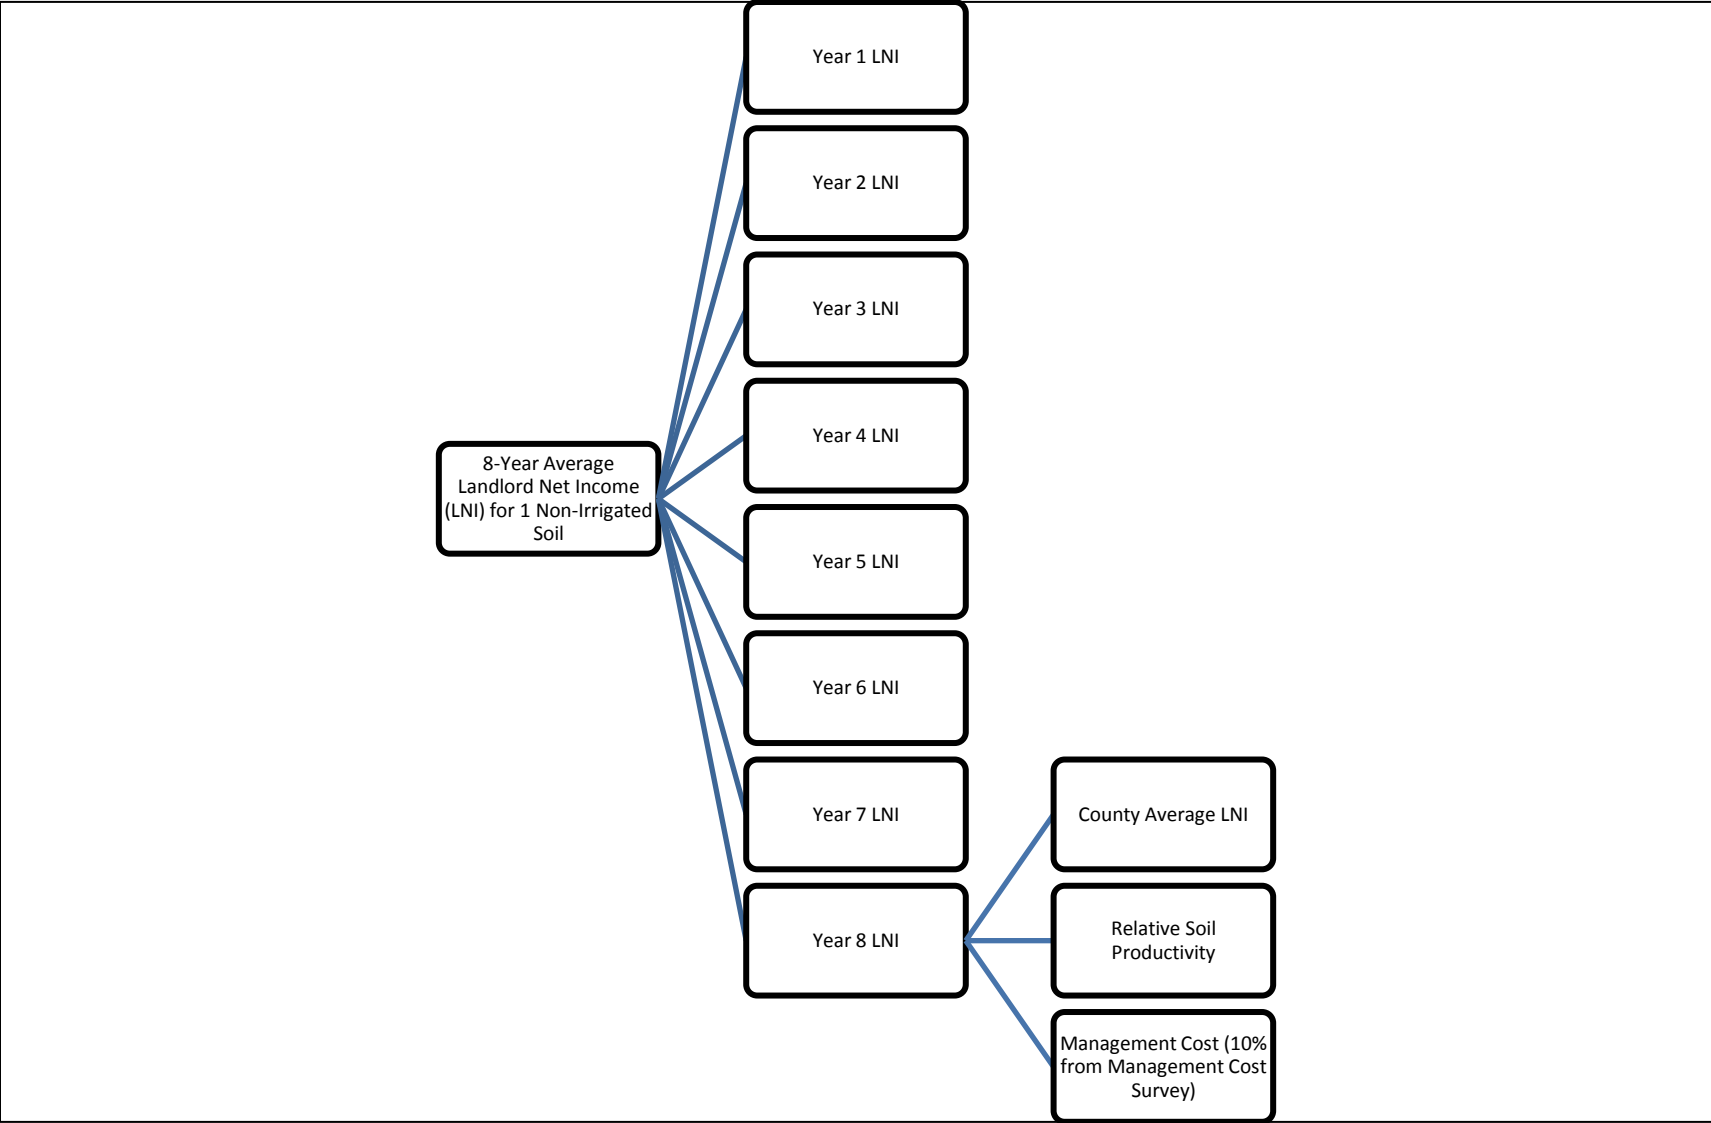 Year 1 LNI
Year 2 LNI
Year 3 LNI
Year 4 LNI
8-Year Average
Landlord Net Income
(LNI) for 1 Non-Irrigated
Soil
Year 5 LNI
Year 6 LNI
Year 7 LNI
County Average LNI
Year 8 LNI
Relative Soil
Productivity
Management Cost (10%
from Management Cost
Survey)